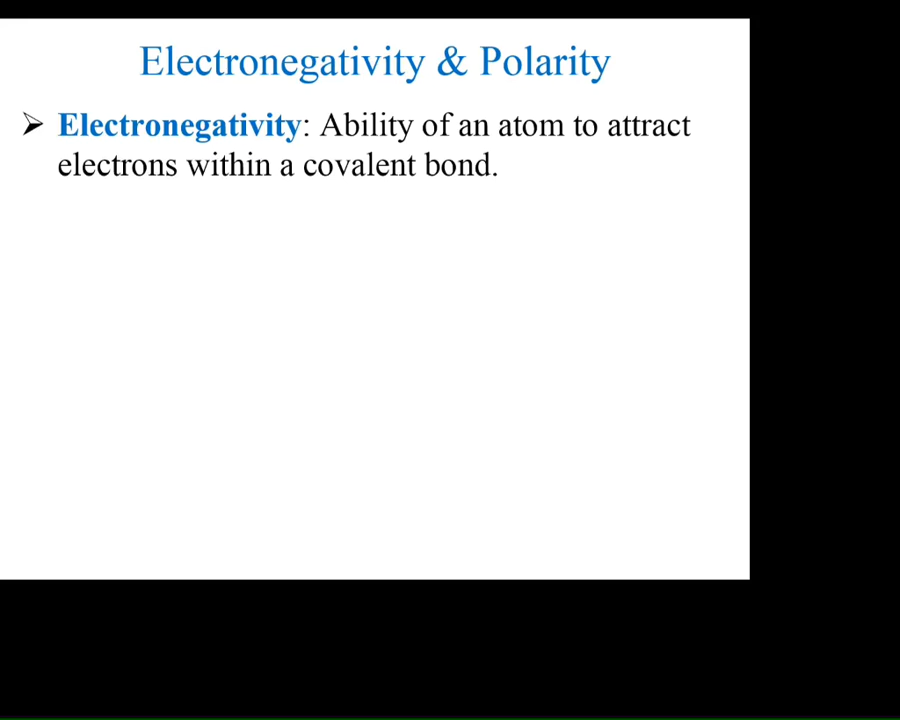 Electronegativity & Polarity
➢ Electronegativity: Ability of an atom to attract
electrons within a covalent bond.